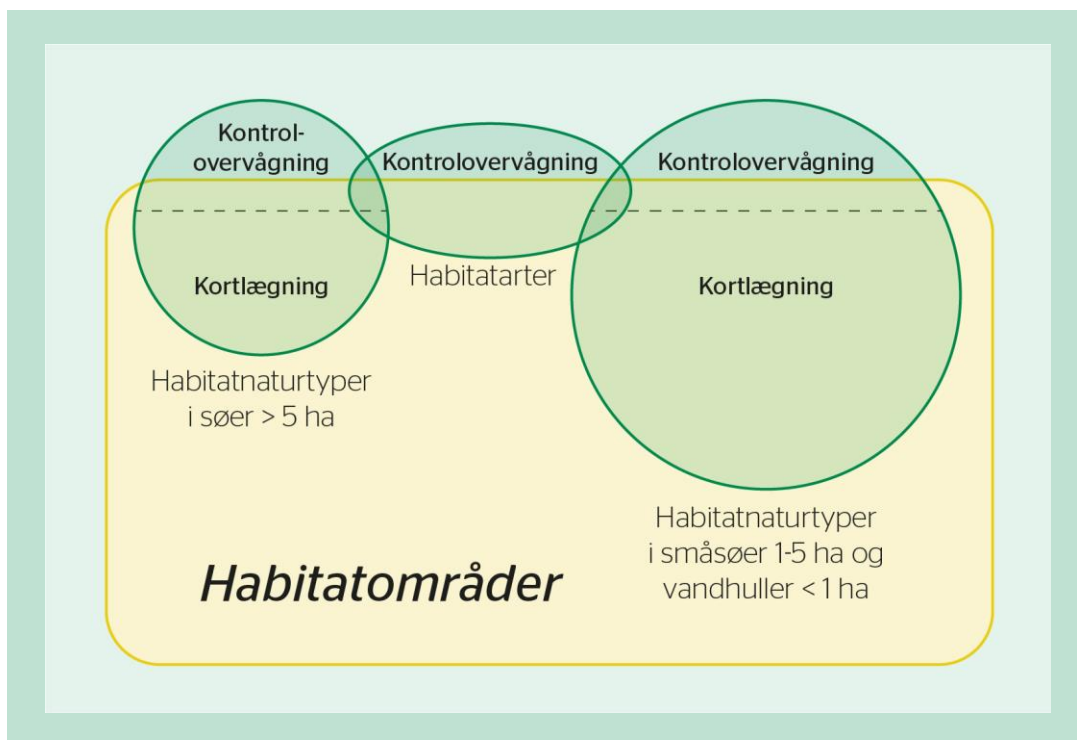 Kontrol-
overvågning
Kontrolovervågning
Kontrolovervågning
Kortlægning
Habitatarter
Kortlægning
Habitatnaturtyper
i søer > 5 ha
Habitatnaturtyper
i småsøer 1-5 ha og
vandhuller < 1 ha
Habitatområder